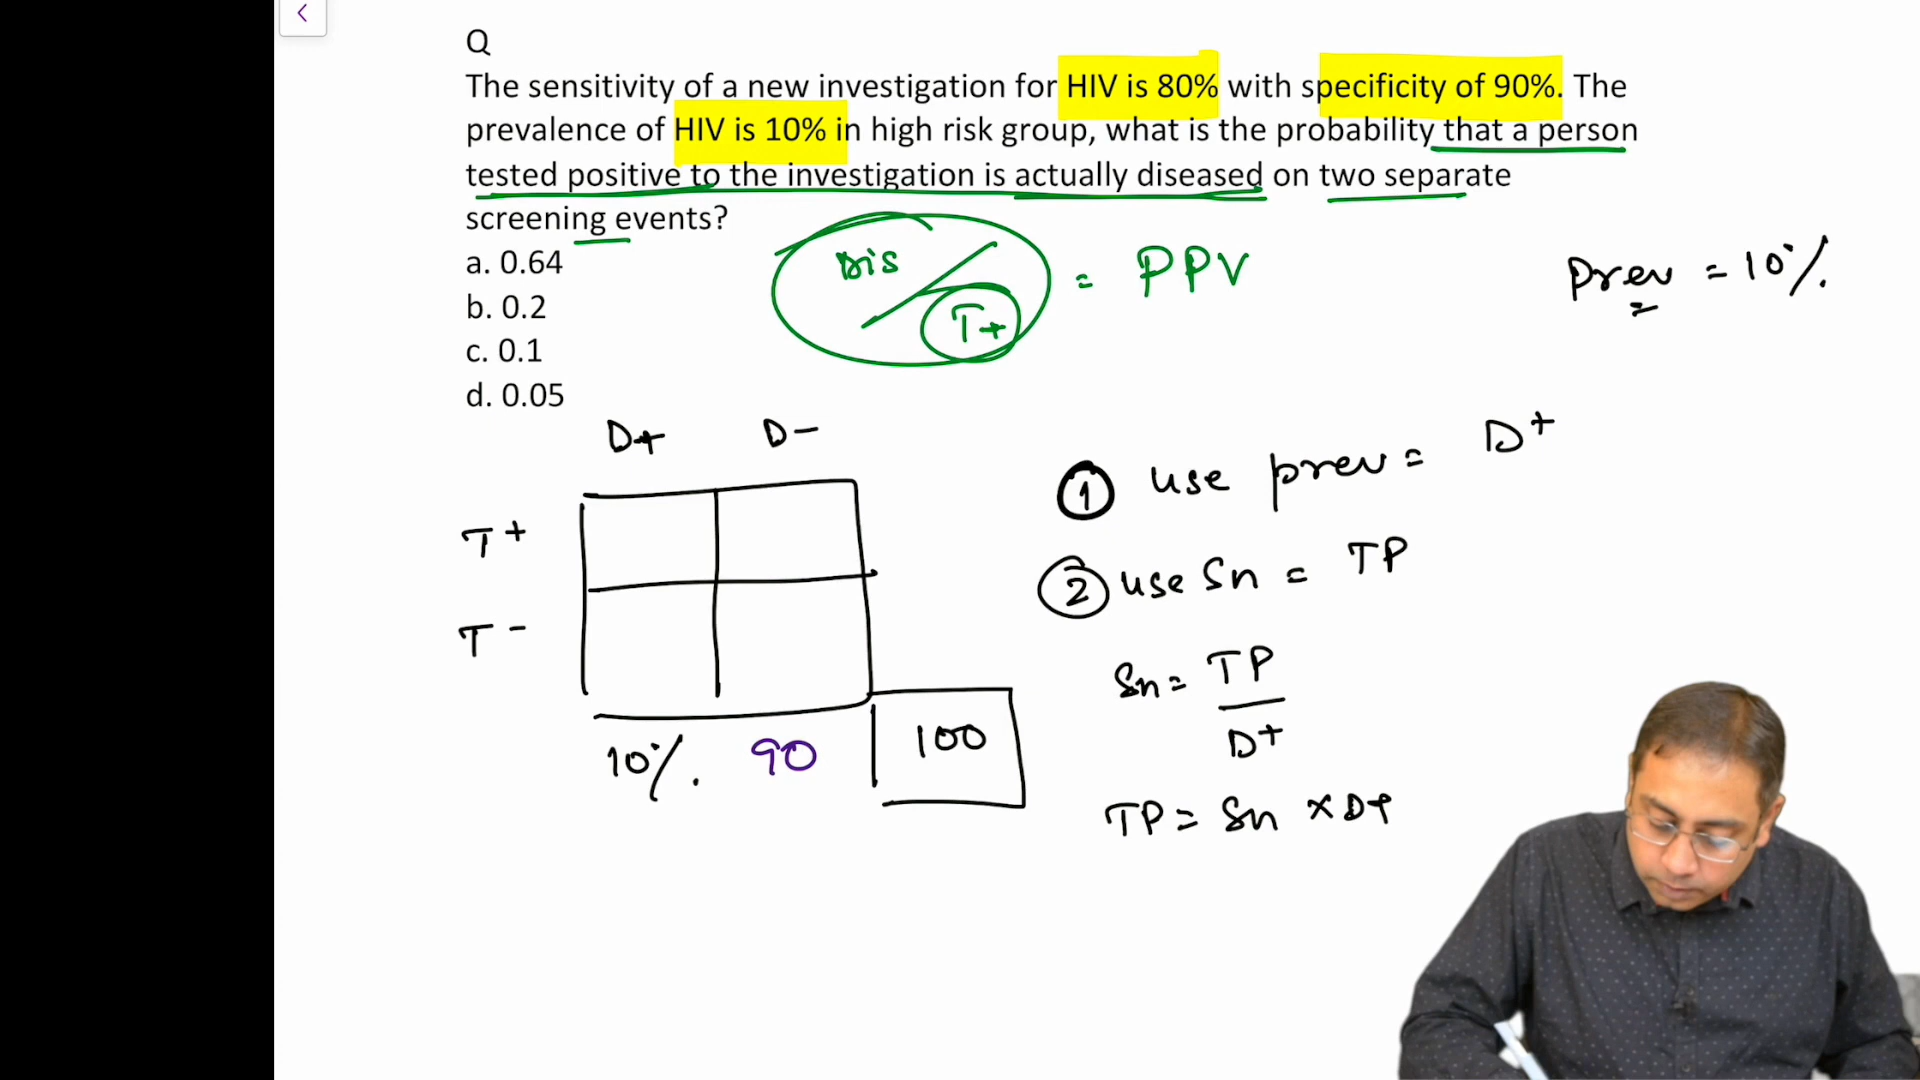 Q
The sensitivity of a new investigation for HIV is 80% with specificity of 90%. The
prevalence of HIV is 10% in high risk group, what is the probability that a person
tested positive to the investigation is actually diseased on two separate
screening events?
a. 0.64
b. 0.2
c. 0.1
d. 0.05
Dis / T+ = PPV
Prev = 10%
D+ D-
T+
T-
10%. 90 100
1 use prev = D+
2 use Sn = TP
Sn = TP / D+
TP = Sn × D+